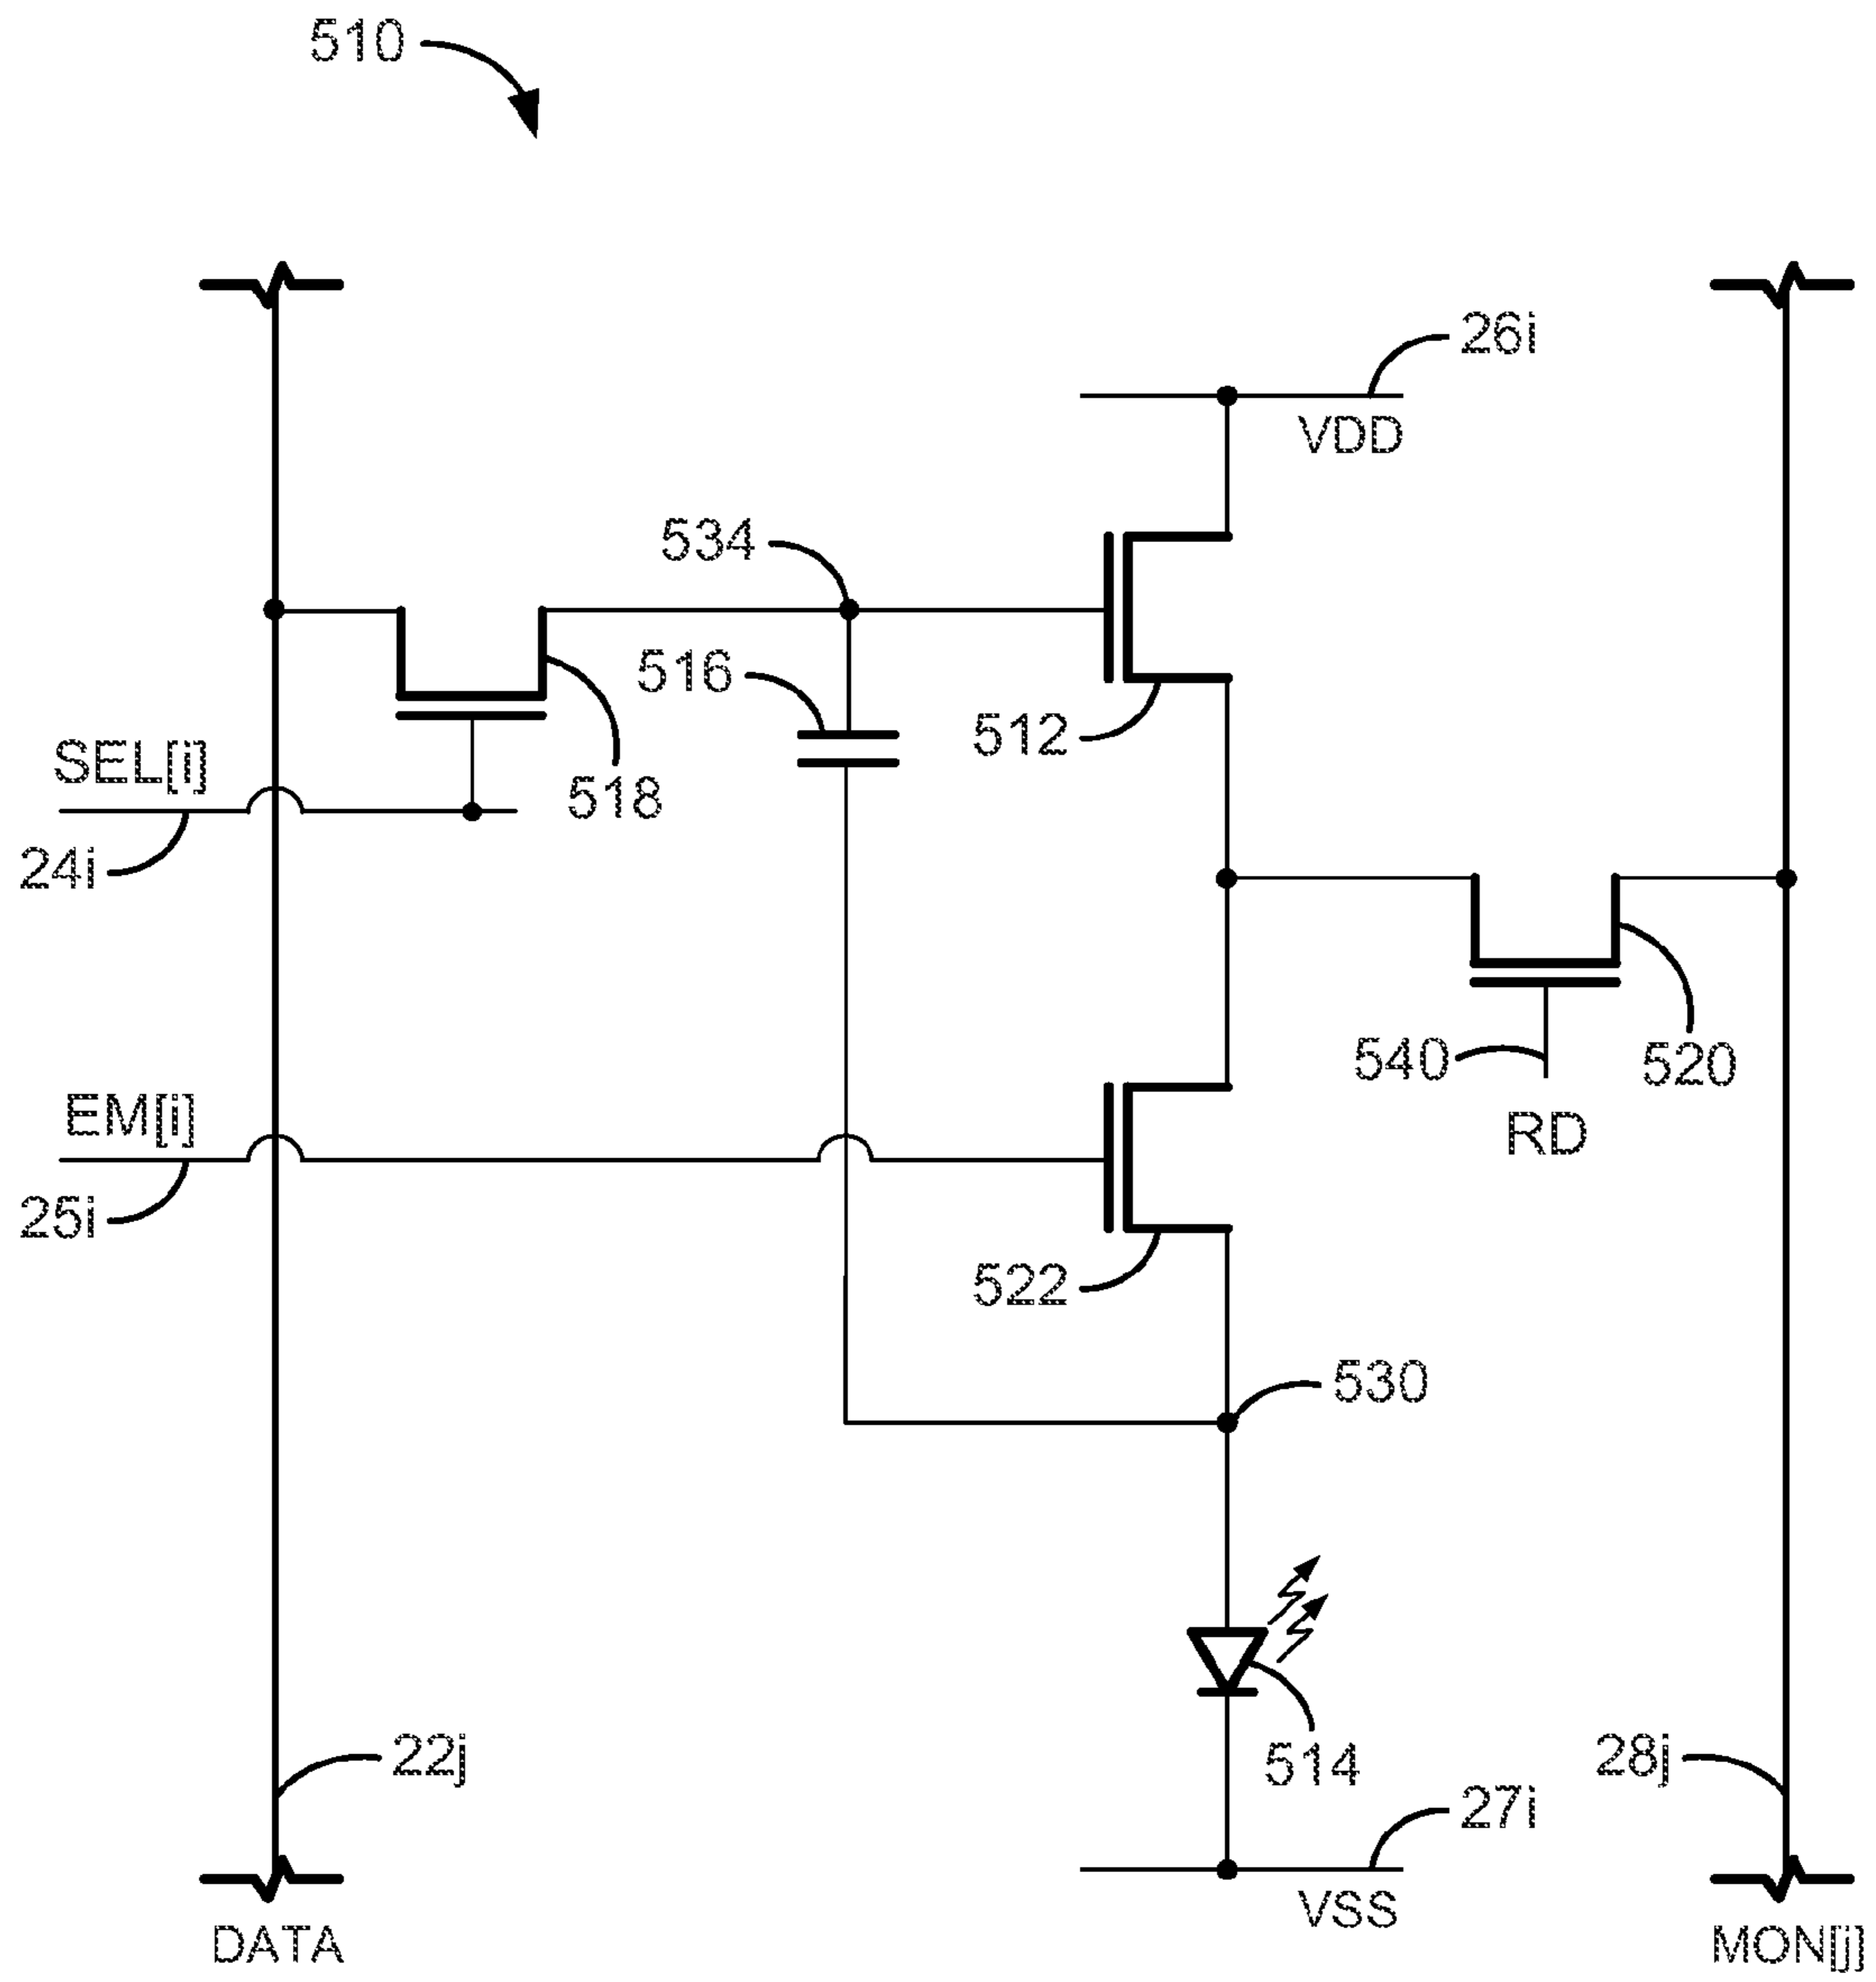 510
26i
VDD
534
516
512
SEL[i]
518
24i
540
520
EM[i]
RD
25i
522
530
22j
514
28j
27i
VSS
DATA
MON[j]